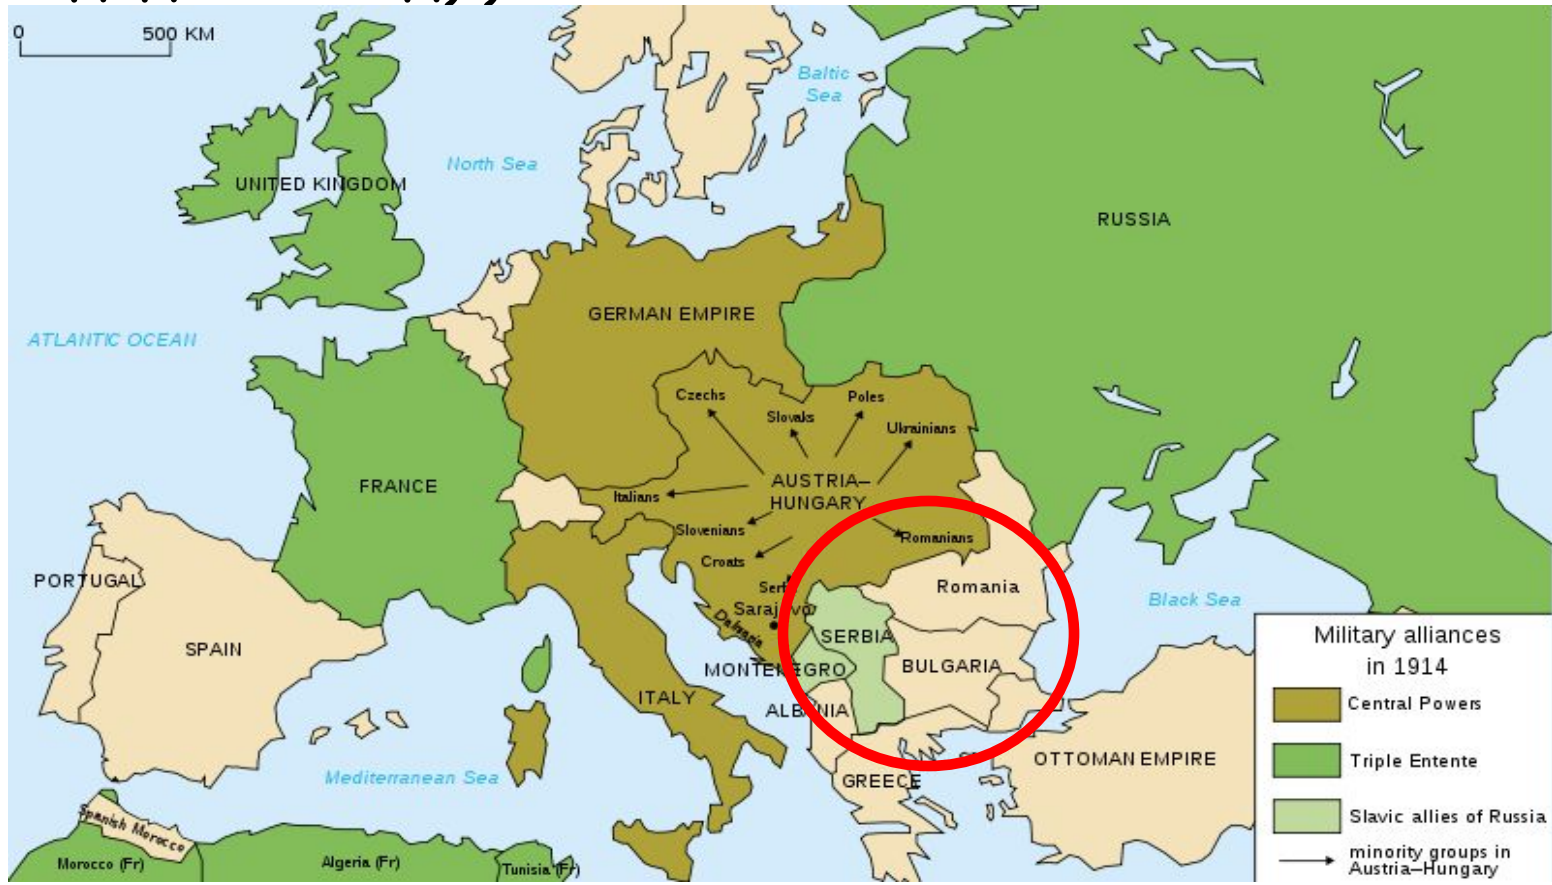 0 500 KM
Baltic
Sea
North Sea
UNITED KINGDOM
RUSSIA
GERMAN EMPIRE
ATLANTIC OCEAN
Czechs
Poles
Slovaks
Ukrainians
FRANCE
AUSTRIA–
HUNGARY
Italians
Slovenians
Romanians
Croats
PORTUGAL
Romania
Black Sea
Sarajevo
Dalmatia
SERBIA
SPAIN
MONTENEGRO
BULGARIA
ITALY
ALBANIA
OTTOMAN EMPIRE
Mediterranean Sea
GREECE
Spanish Morocco
Morocco (Fr)
Algeria (Fr)
Tunisia (Fr)
Military alliances
in 1914
Central Powers
Triple Entente
Slavic allies of Russia
minority groups in
Austria–Hungary